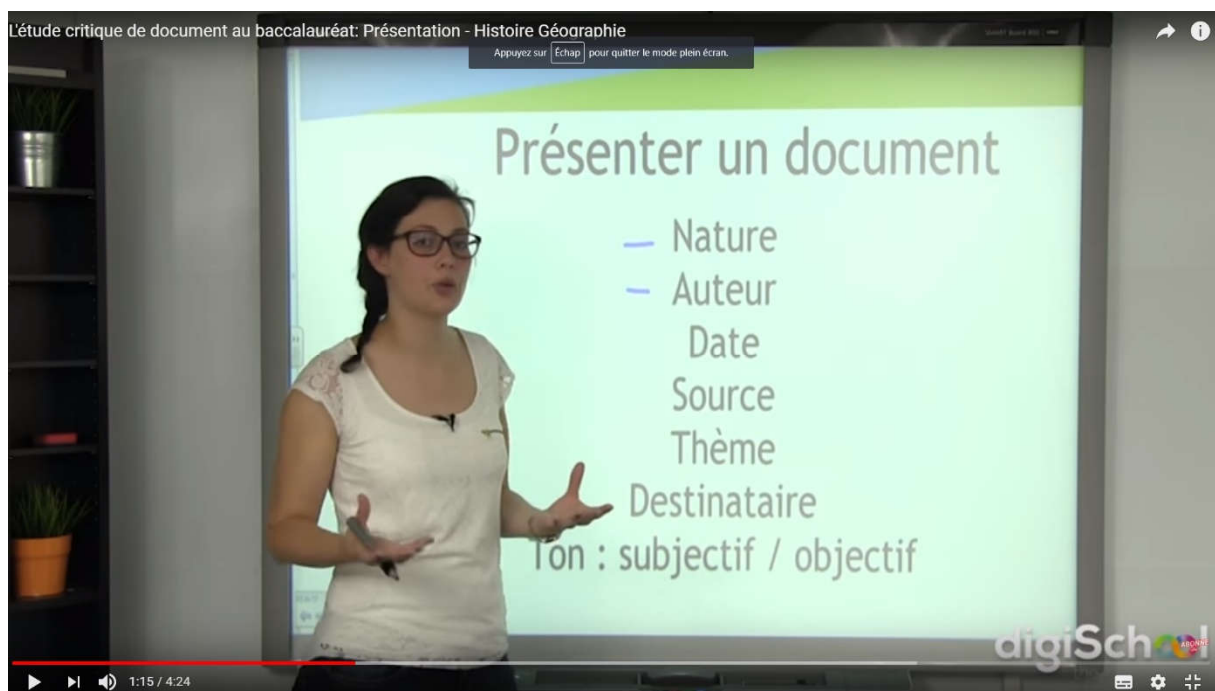 L'étude critique de document au baccalauréat: Présentation - Histoire Géographie
Appuyez sur Échap pour quitter le mode plein écran.
Présenter un document
Nature
Auteur
Date
Source
Thème
Destinataire
Ton : subjectif / objectif
digiSchool
1:15 / 4:24